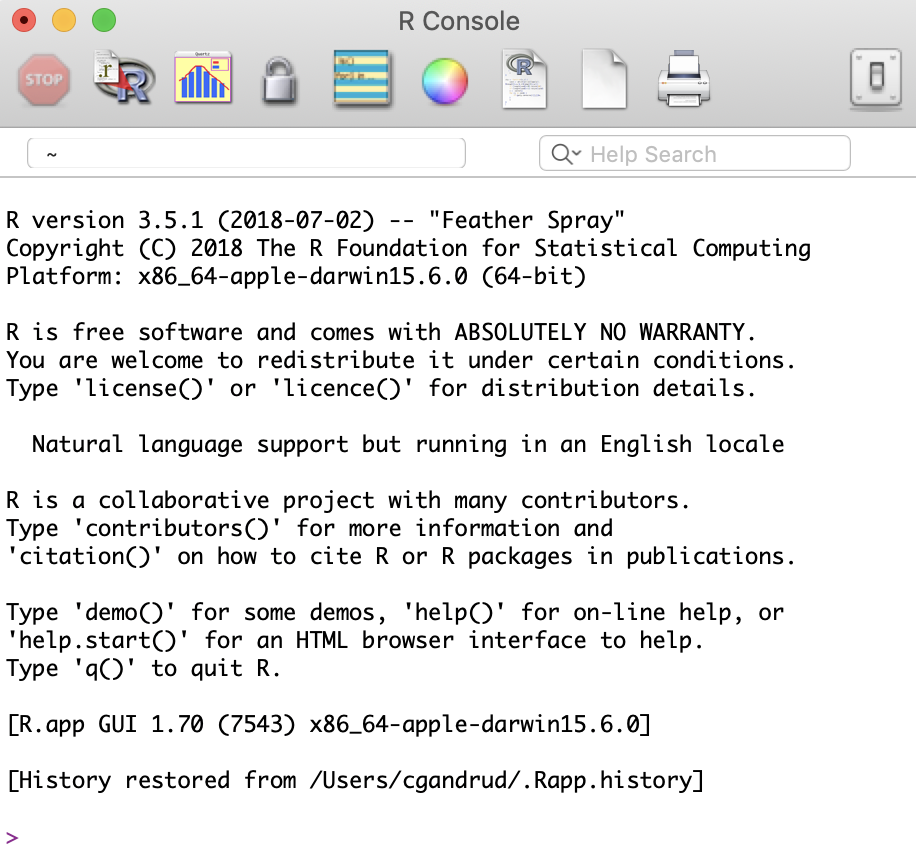 R Console
STOP
~
Help Search
R version 3.5.1 (2018-07-02) -- "Feather Spray"
Copyright (C) 2018 The R Foundation for Statistical Computing
Platform: x86_64-apple-darwin15.6.0 (64-bit)
R is free software and comes with ABSOLUTELY NO WARRANTY.
You are welcome to redistribute it under certain conditions.
Type 'license()' or 'licence()' for distribution details.
Natural language support but running in an English locale
R is a collaborative project with many contributors.
Type 'contributors()' for more information and
'citation()' on how to cite R or R packages in publications.
Type 'demo()' for some demos, 'help()' for on-line help, or
'help.start()' for an HTML browser interface to help.
Type 'q()' to quit R.
[R.app GUI 1.70 (7543) x86_64-apple-darwin15.6.0]
[History restored from /Users/cgandrud/.Rapp.history]
>